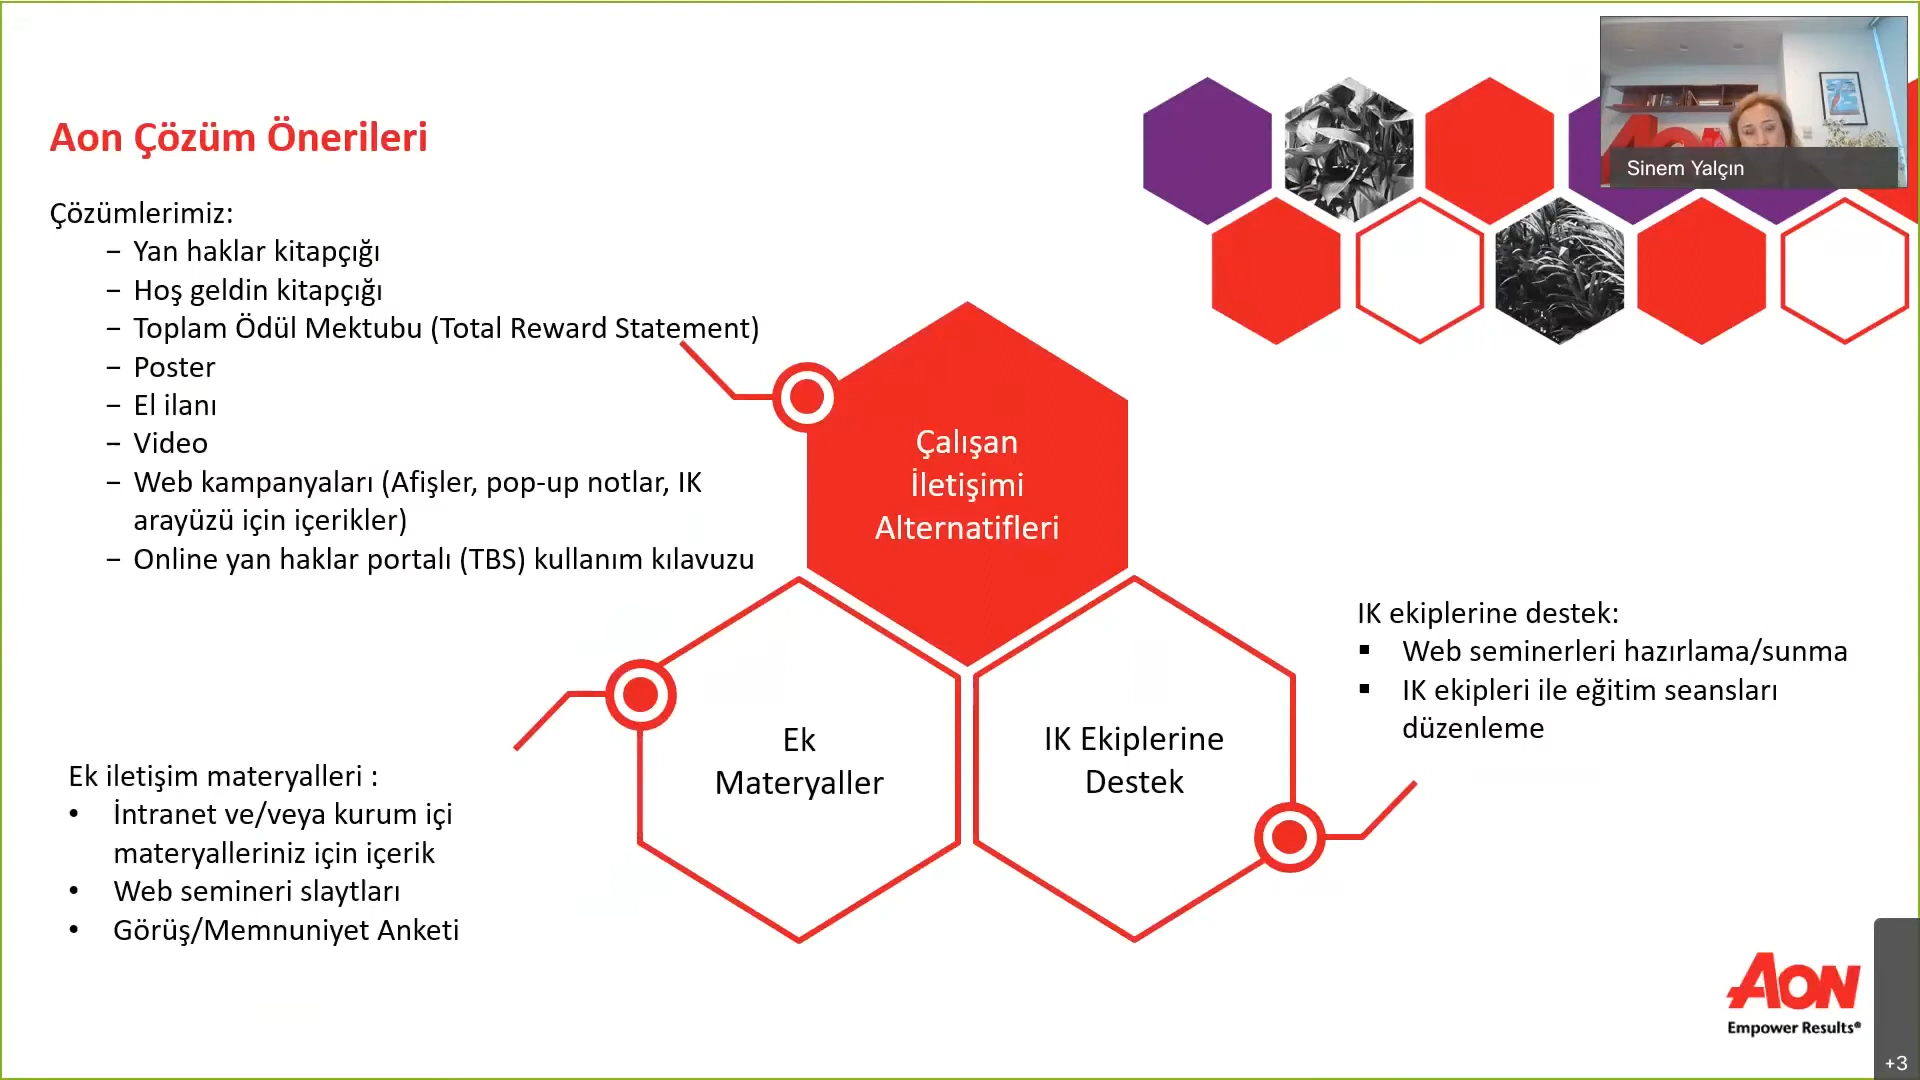 Aon Çözüm Önerileri
Çözümlerimiz:
− Yan haklar kitapçığı
− Hoş geldin kitapçığı
− Toplam Ödül Mektubu (Total Reward Statement)
− Poster
− El ilanı
− Video
− Web kampanyaları (Afişler, pop-up notlar, IK
arayüzü için içerikler)
− Online yan haklar portalı (TBS) kullanım kılavuzu
Çalışan
İletişimi
Alternatifleri
Ek
Materyaller
IK Ekiplerine
Destek
IK ekiplerine destek:
▪ Web seminerleri hazırlama/sunma
▪ IK ekipleri ile eğitim seansları
düzenleme
Ek iletişim materyalleri :
• İntranet ve/veya kurum içi
materyalleriniz için içerik
• Web semineri slaytları
• Görüş/Memnuniyet Anketi
Aon
Sinem Yalçın
AON
Empower Results®
+3